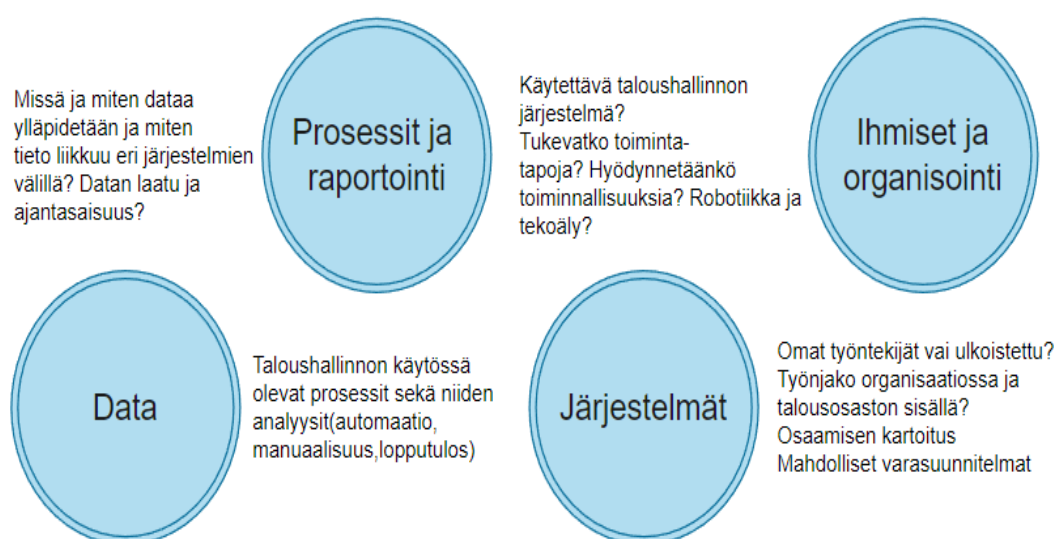 Missä ja miten dataa
ylläpidetään ja miten
tieto liikkuu eri järjestelmien
välillä? Datan laatu ja
ajantasaisuus?
Prosessit ja
raportointi
Käytettävä taloushallinnon
järjestelmä?
Tukevatko toiminta-
tapoja? Hyödynnetäänkö
toiminnallisuuksia? Robotiikka ja
tekoäly?
Ihmiset ja
organisointi
Data
Taloushallinnon käytössä
olevat prosessit sekä niiden
analyysit(automaatio,
manuaalisuus,lopputulos)
Järjestelmät
Omat työntekijät vai ulkoistettu?
Työnjako organisaatiossa ja
talousosaston sisällä?
Osaamisen kartoitus
Mahdolliset varasuunnitelmat